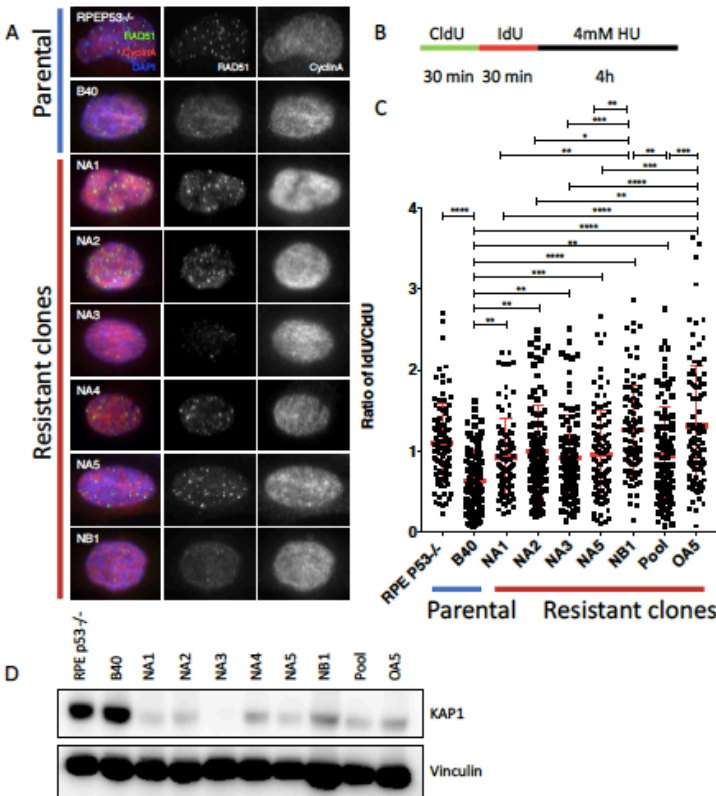 A
Parental
Resistant clones
RPEP53-/-
RAD51
CyclinA
DAPI
RAD51
CyclinA
B40
NA1
NA2
NA3
NA4
NA5
NB1
B
CldU
IdU
4mM HU
30 min
30 min
4h
C
**
***
*
**
**
***
***
****
**
****
****
****
**
****
***
**
**
**
Ratio of IdU/CldU
4
3
2
1
0
RPE P53-/-
B40
NA1
NA2
NA3
NA5
NB1
Pool
OA5
Parental
Resistant clones
D
RPE p53-/-
B40
NA1
NA2
NA3
NA4
NA5
NB1
Pool
OA5
KAP1
Vinculin